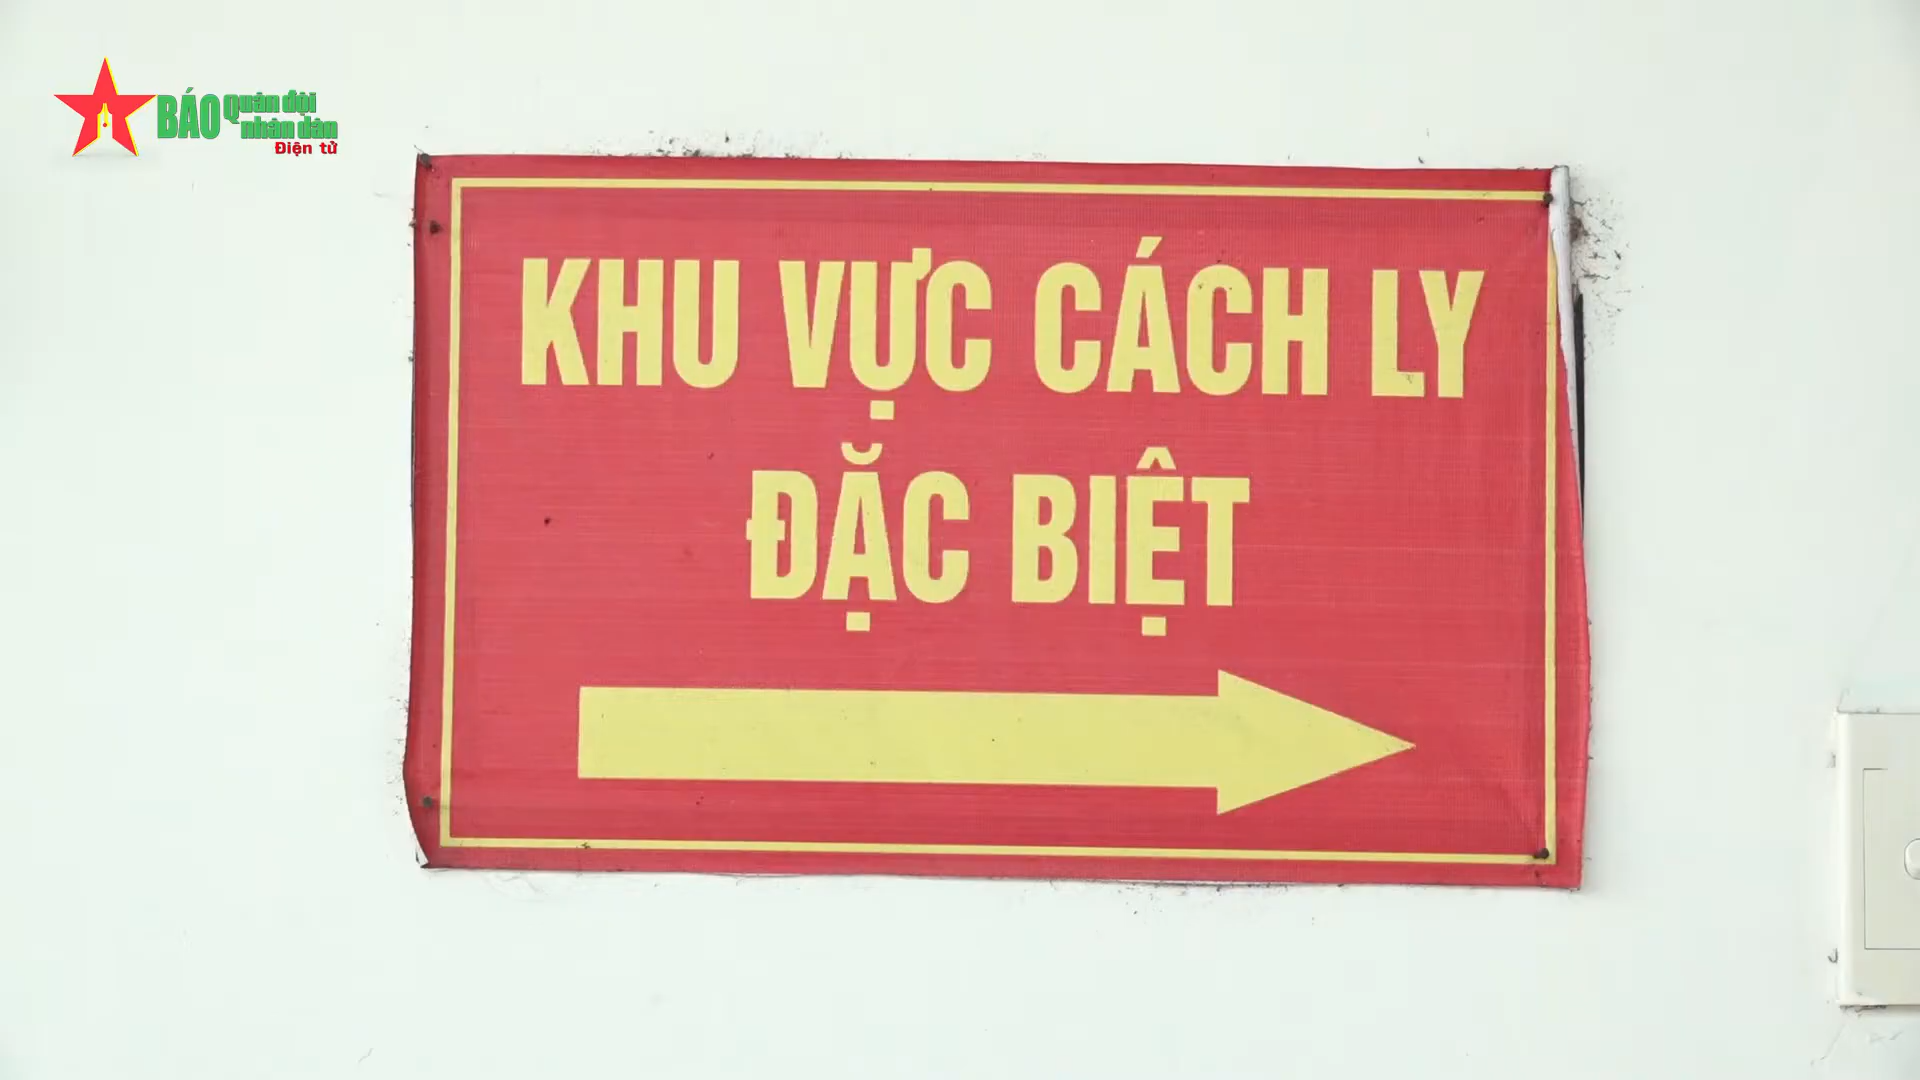 BÁO Quân đội
nhân dân
Điện tử
KHU VỰC CÁCH LY
ĐẶC BIỆT